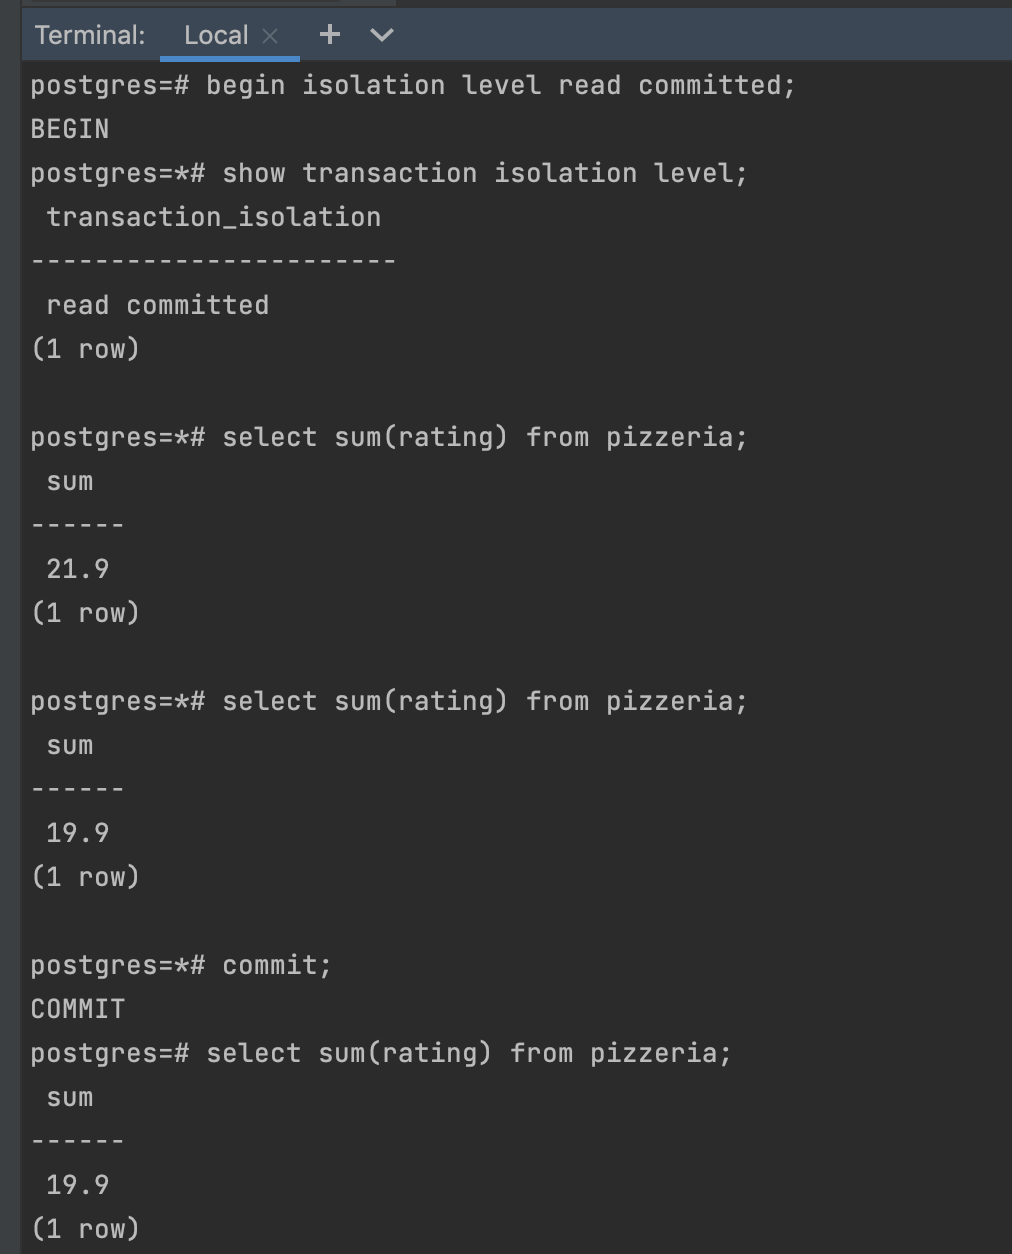 Terminal: Local × + 
postgres=# begin isolation level read committed;
BEGIN
postgres=*# show transaction isolation level;
 transaction_isolation
-----------------------
 read committed
(1 row)

postgres=*# select sum(rating) from pizzeria;
 sum
------
 21.9
(1 row)

postgres=*# select sum(rating) from pizzeria;
 sum
------
 19.9
(1 row)

postgres=*# commit;
COMMIT
postgres=# select sum(rating) from pizzeria;
 sum
------
 19.9
(1 row)